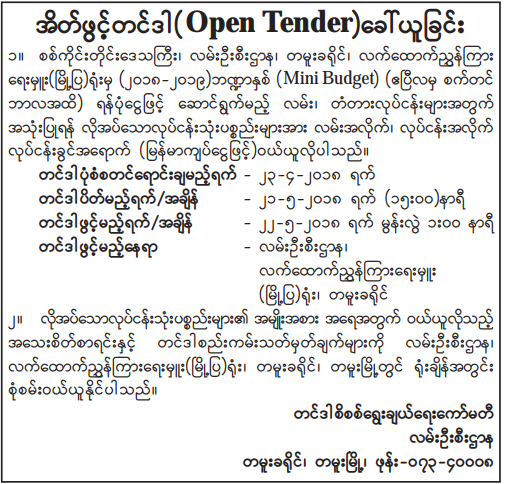 အိတ်ဖွင့်တင်ဒါ(Open Tender)ခေါ်ယူခြင်း
၁။ စစ်ကိုင်းတိုင်းဒေသကြီး၊ လမ်းဦးစီးဌာန၊ တမူးခရိုင်၊ လက်ထောက်ညွှန်ကြား
ရေးမှူး(မြို့ပြ)ရုံးမှ (၂၀၁၈-၂၀၁၉)ဘဏ္ဍာနှစ် (Mini Budget) (ဧပြီလမှ စက်တင်
ဘာလအထိ) ရန်ပုံငွေဖြင့် ဆောင်ရွက်မည့် လမ်း၊ တံတားလုပ်ငန်းများအတွက်
အသုံးပြုရန် လိုအပ်သောလုပ်ငန်းသုံးပစ္စည်းများအား လမ်းအလိုက်၊ လုပ်ငန်းအလိုက်
လုပ်ငန်းခွင်အရောက် (မြန်မာကျပ်ငွေဖြင့်)ဝယ်ယူလိုပါသည်။
တင်ဒါပုံစံစတင်ရောင်းချမည့်ရက် - ၂၃-၄-၂၀၁၈ ရက်
တင်ဒါပိတ်မည့်ရက်/အချိန် - ၂၁-၅-၂၀၁၈ ရက် (၁၅း၀၀)နာရီ
တင်ဒါဖွင့်မည့်ရက်/အချိန် - ၂၂-၅-၂၀၁၈ ရက် မွန်းလွဲ ၁း၀၀ နာရီ
တင်ဒါဖွင့်မည့်နေရာ - လမ်းဦးစီးဌာန၊
လက်ထောက်ညွှန်ကြားရေးမှူး
(မြို့ပြ)ရုံး၊ တမူးခရိုင်
၂။ လိုအပ်သောလုပ်ငန်းသုံးပစ္စည်းများ၏ အမျိုးအစား အရေအတွက် ဝယ်ယူလိုသည့်
အသေးစိတ်စာရင်းနှင့် တင်ဒါစည်းကမ်းသတ်မှတ်ချက်များကို လမ်းဦးစီးဌာန၊
လက်ထောက်ညွှန်ကြားရေးမှူး(မြို့ပြ)ရုံး၊ တမူးခရိုင်၊ တမူးမြို့တွင် ရုံးချိန်အတွင်း
စုံစမ်းဝယ်ယူနိုင်ပါသည်။
တင်ဒါစိစစ်ရွေးချယ်ရေးကော်မတီ
လမ်းဦးစီးဌာန
တမူးခရိုင်၊ တမူးမြို့၊ ဖုန်း-၀၇၃-၄၀၀၀၈